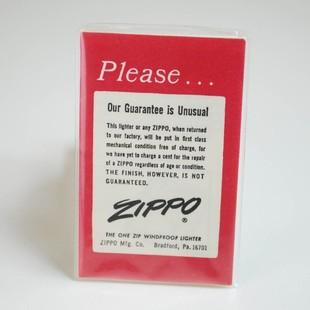 Please...
Our Guarantee is Unusual
This lighter or any ZIPPO, when returned
to our factory, will be put in first class
mechanical condition free of charge, for
we have yet to charge a cent for the repair
of a ZIPPO regardless of age or condition.
THE FINISH, HOWEVER, IS NOT
GUARANTEED.
ZIPPO®
THE ONE ZIP WINDPROOF LIGHTER
ZIPPO Mfg. Co. Bradford, Pa. 16701